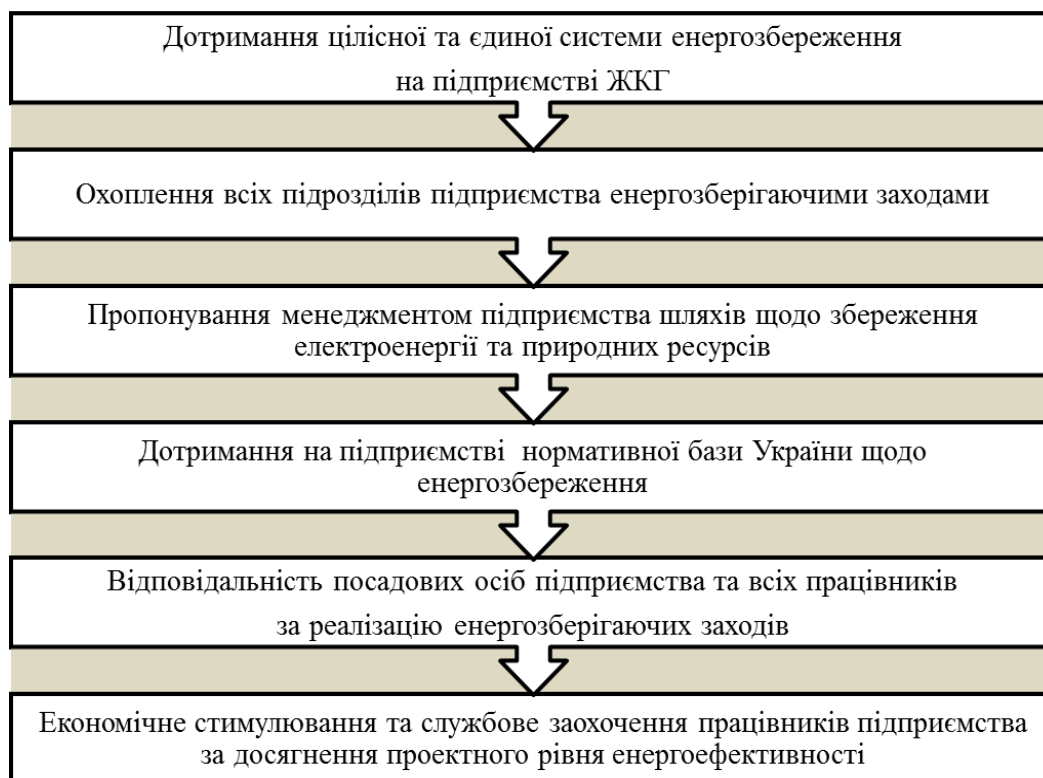 Дотримання цілісної та єдиної системи енергозбереження
на підприємстві ЖКГ
Охоплення всіх підрозділів підприємства енергозберігаючими заходами
Пропонування менеджментом підприємства шляхів щодо збереження
електроенергії та природних ресурсів
Дотримання на підприємстві нормативної бази України щодо
енергозбереження
Відповідальність посадових осіб підприємства та всіх працівників
за реалізацію енергозберігаючих заходів
Економічне стимулювання та службове заохочення працівників підприємства
за досягнення проектного рівня енергоефективності